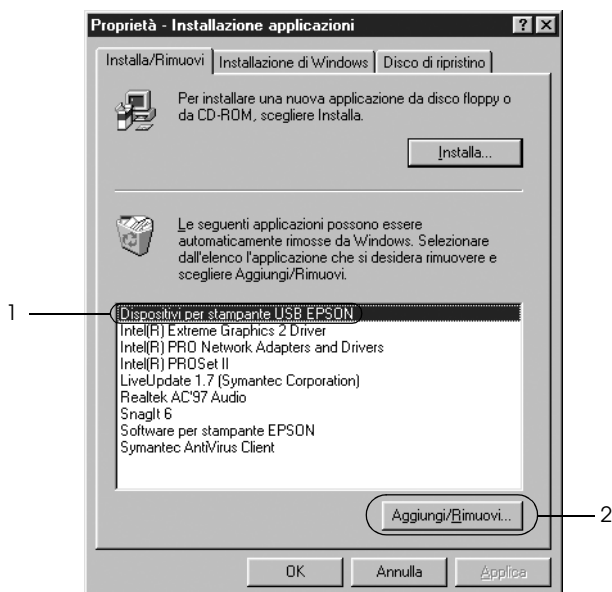 Proprietà - Installazione applicazioni
Installa/Rimuovi
Installazione di Windows
Disco di ripristino
Per installare una nuova applicazione da disco floppy o
da CD-ROM, scegliere Installa.
Installa...
Le seguenti applicazioni possono essere
automaticamente rimosse da Windows. Selezionare
dall'elenco l'applicazione che si desidera rimuovere e
scegliere Aggiungi/Rimuovi.
1
Dispositivi per stampante USB EPSON
Intel(R) Extreme Graphics 2 Driver
Intel(R) PRO Network Adapters and Drivers
Intel(R) PROSet II
LiveUpdate 1.7 (Symantec Corporation)
Realtek AC'97 Audio
SnagIt 6
Software per stampante EPSON
Symantec AntiVirus Client
Aggiungi/Rimuovi...
2
OK
Annulla
Applica